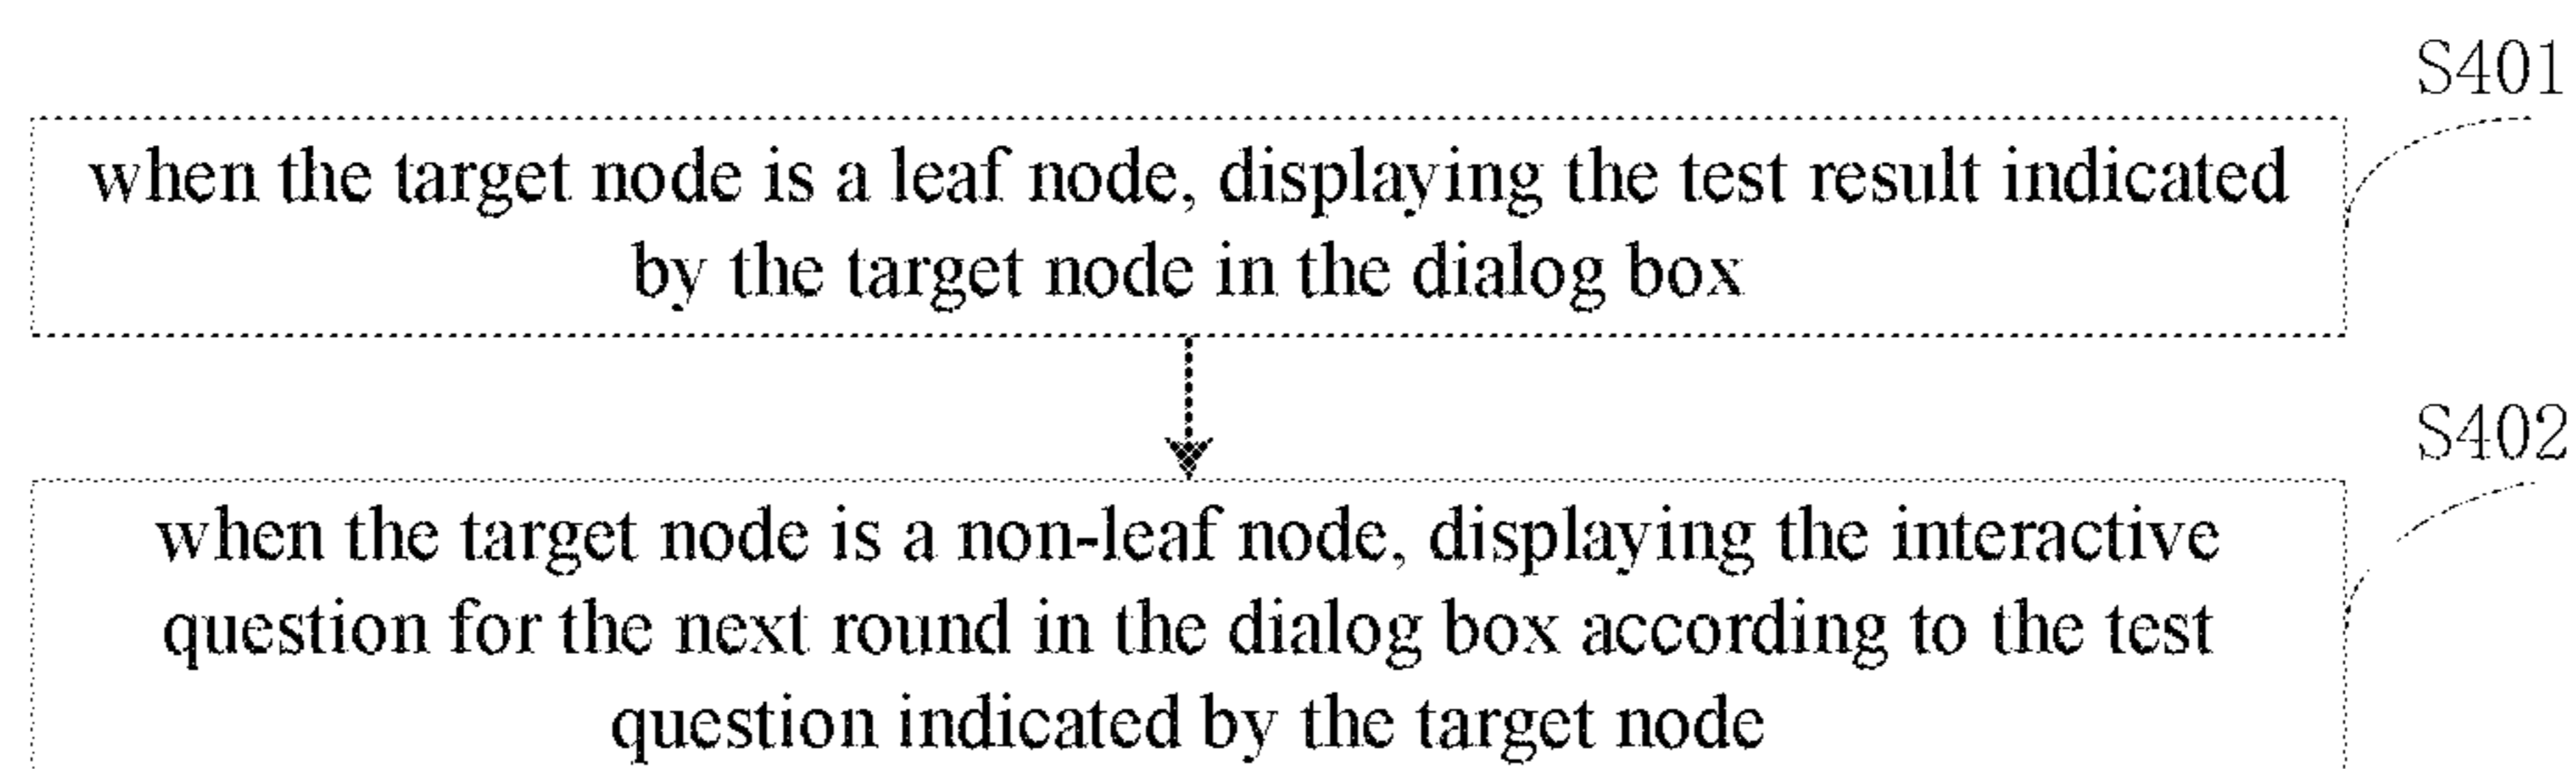 S401
when the target node is a leaf node, displaying the test result indicated
by the target node in the dialog box
S402
when the target node is a non-leaf node, displaying the interactive
question for the next round in the dialog box according to the test
question indicated by the target node